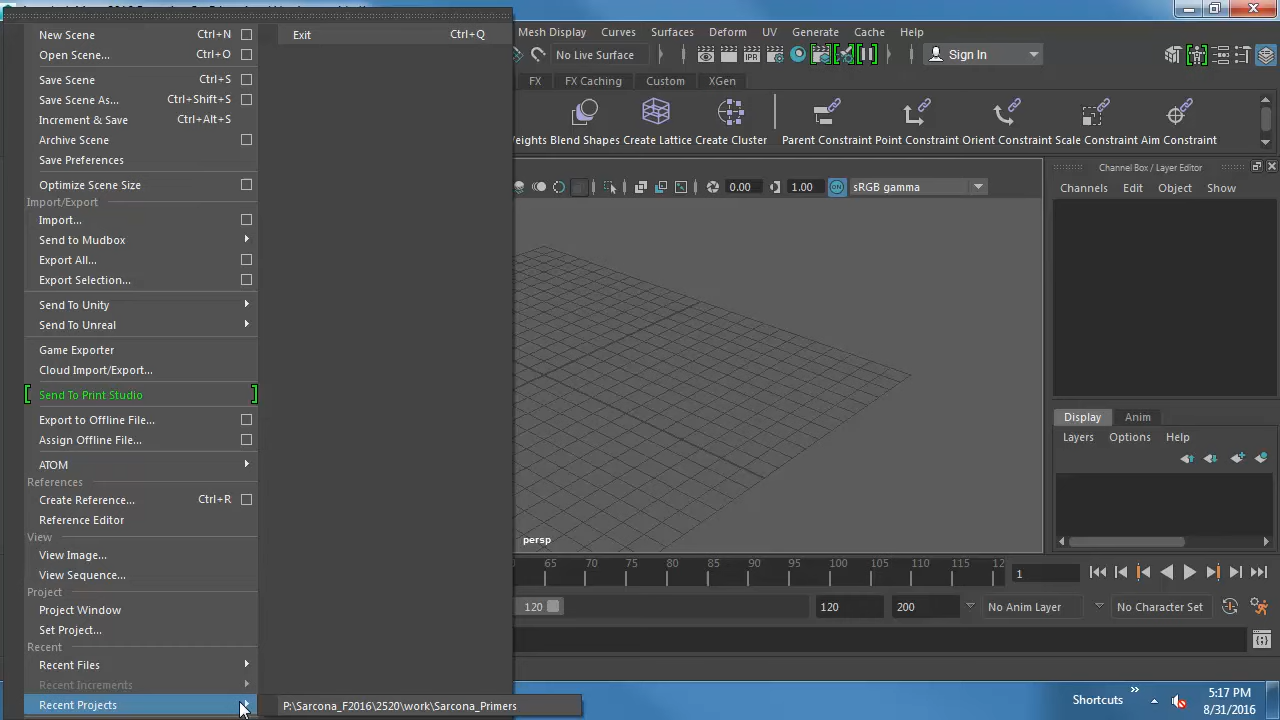 New Scene Ctrl+N
Open Scene... Ctrl+O
Save Scene Ctrl+S
Save Scene As... Ctrl+Shift+S
Increment & Save Ctrl+Alt+S
Archive Scene
Save Preferences
Optimize Scene Size
Import/Export
Import...
Send to Mudbox
Export All...
Export Selection...
Send To Unity
Send To Unreal
Game Exporter
Cloud Import/Export...
Send To Print Studio
Export to Offline File...
Assign Offline File...
ATOM
References
Create Reference... Ctrl+R
Reference Editor
View
View Image...
View Sequence...
Project
Project Window
Set Project...
Recent
Recent Files
Recent Increments
Recent Projects
P:\Sarcona_F2016\2520\work\Sarcona_Primers
Exit Ctrl+Q
Mesh Display Curves Surfaces Deform UV Generate Cache Help
No Live Surface IPR Sign In
FX FX Caching Custom XGen
Blend Shapes Create Lattice Create Cluster Parent Constraint Point Constraint Orient Constraint Scale Constraint Aim Constraint
0.00 1.00 ON sRGB gamma
persp
Channel Box / Layer Editor
Channels Edit Object Show
Display Anim
Layers Options Help
65 70 75 80 85 90 95 100 105 110 115 12
1
120 120 200 No Anim Layer No Character Set
Shortcuts
5:17 PM
8/31/2016